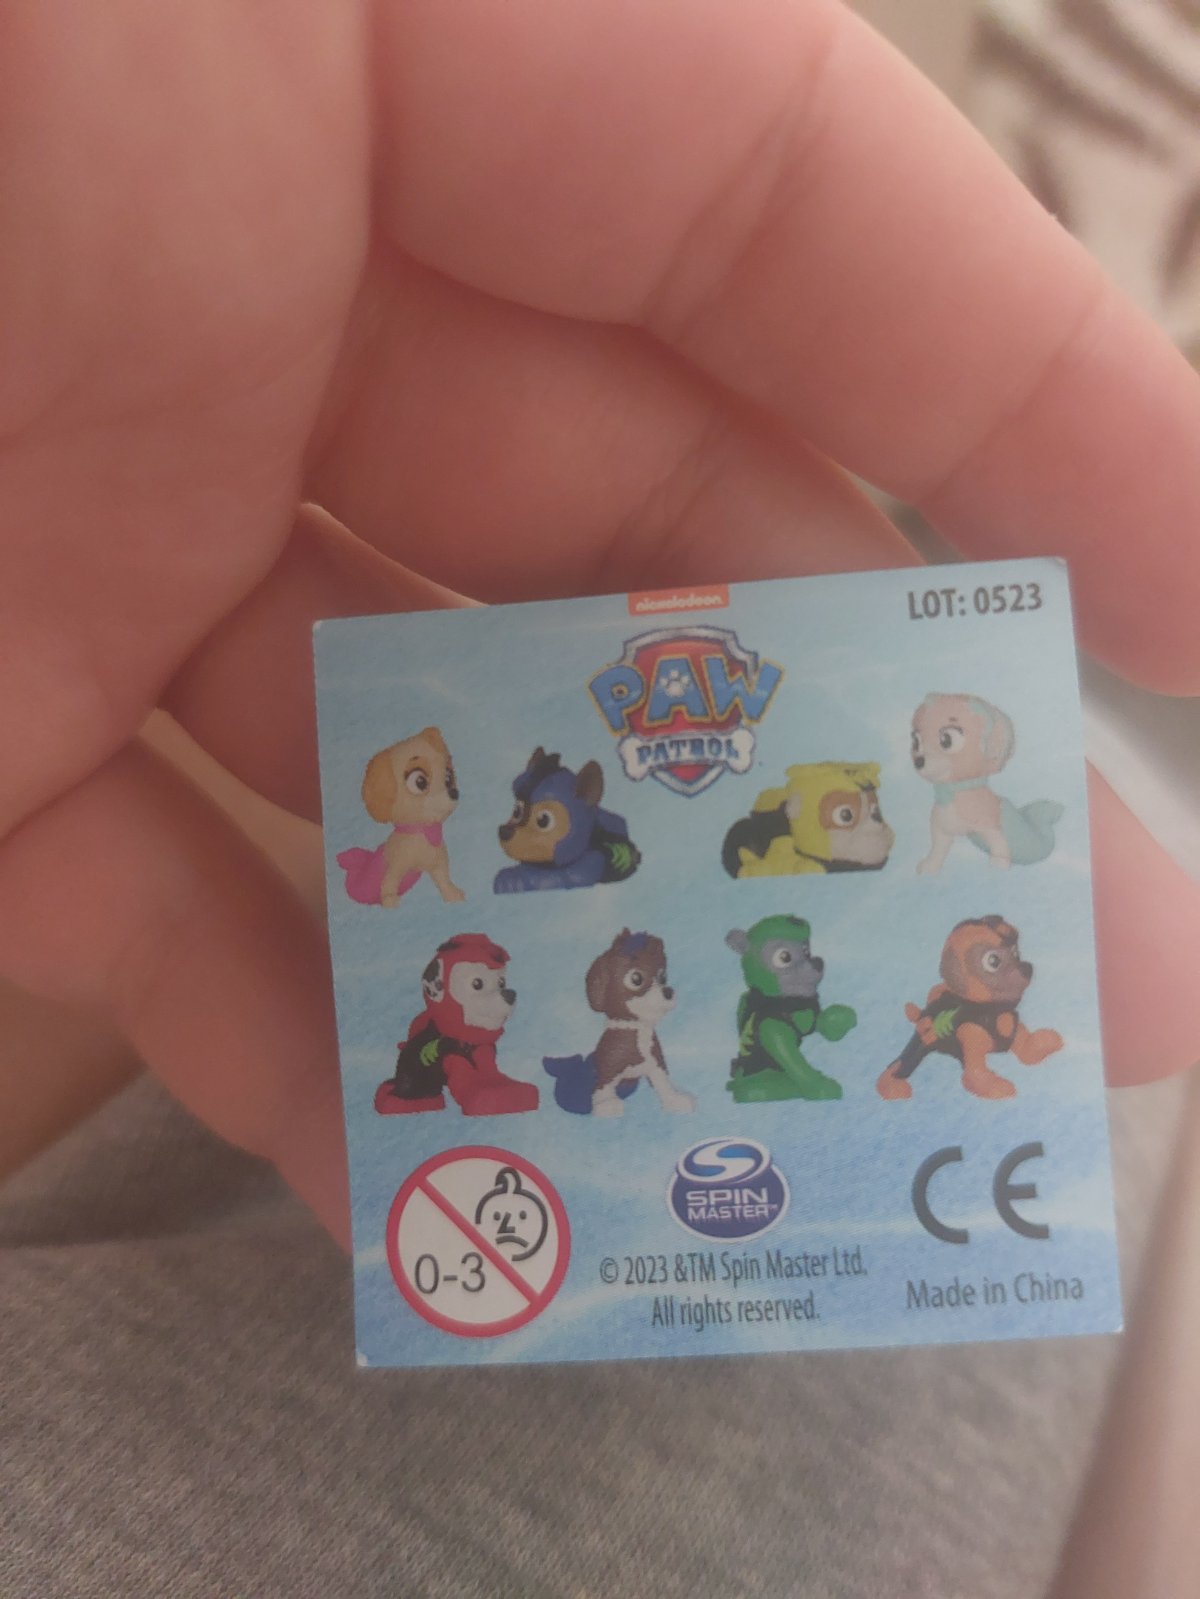 nickelodeon
LOT: 0523
PAW
PATROL
0-3
SPIN
MASTER™
CE
© 2023 &TM Spin Master Ltd.
All rights reserved.
Made in China